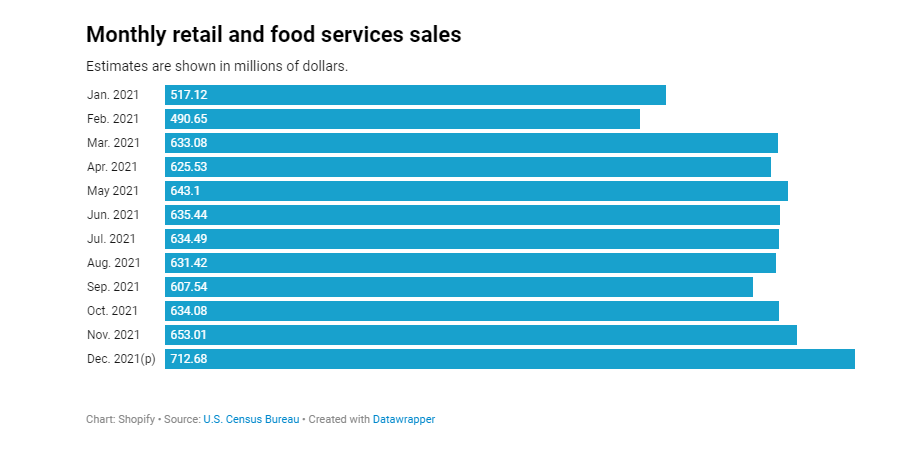 Monthly retail and food services sales
Estimates are shown in millions of dollars.
Jan. 2021 517.12
Feb. 2021 490.65
Mar. 2021 633.08
Apr. 2021 625.53
May 2021 643.1
Jun. 2021 635.44
Jul. 2021 634.49
Aug. 2021 631.42
Sep. 2021 607.54
Oct. 2021 634.08
Nov. 2021 653.01
Dec. 2021(p) 712.68
Chart: Shopify • Source: U.S. Census Bureau • Created with Datawrapper